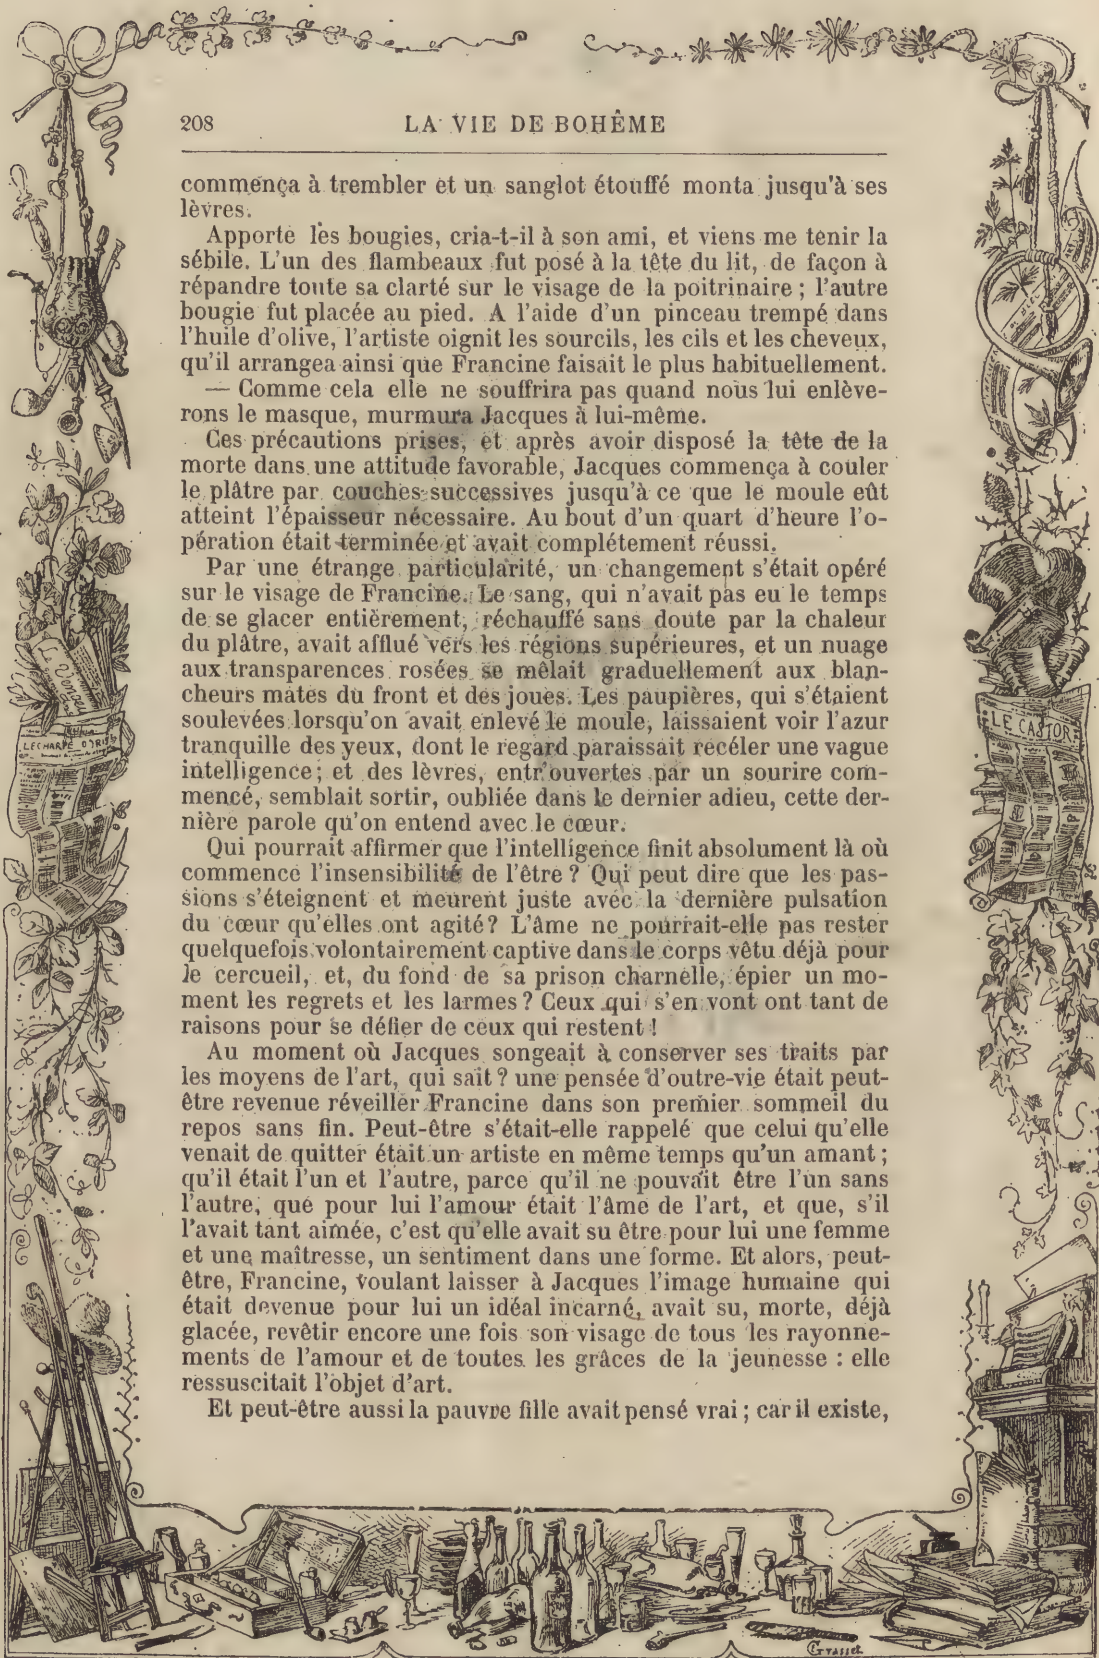 208 LA VIE DE BOHÊME
commença à trembler et un sanglot étouffé monta jusqu'à ses
lèvres.
Apporte les bougies, cria-t-il à son ami, et viens me tenir la
sébile. L'un des flambeaux fut posé à la tête du lit, de façon à
répandre toute sa clarté sur le visage de la poitrinaire ; l'autre
bougie fut placée au pied. A l'aide d'un pinceau trempé dans
l'huile d'olive, l'artiste oignit les sourcils, les cils et les cheveux,
qu'il arrangea ainsi que Francine faisait le plus habituellement.
— Comme cela elle ne souffrira pas quand nous lui enlève-
rons le masque, murmura Jacques à lui-même.
Ces précautions prises, et après avoir disposé la tête de la
morte dans une attitude favorable, Jacques commença à couler
le plâtre par couches successives jusqu'à ce que le moule eût
atteint l'épaisseur nécessaire. Au bout d'un quart d'heure l'o-
pération était terminée et avait complétement réussi.
Par une étrange particularité, un changement s'était opéré
sur le visage de Francine. Le sang, qui n'avait pas eu le temps
de se glacer entièrement, réchauffé sans doute par la chaleur
du plâtre, avait afflué vers les régions supérieures, et un nuage
aux transparences rosées se mêlait graduellement aux blan-
cheurs mates du front et des joues. Les paupières, qui s'étaient
soulevées lorsqu'on avait enlevé le moule, laissaient voir l'azur
tranquille des yeux, dont le regard paraissait recéler une vague
intelligence ; et des lèvres, entr'ouvertes par un sourire com-
mencé, semblait sortir, oubliée dans le dernier adieu, cette der-
nière parole qu'on entend avec le cœur.
Qui pourrait affirmer que l'intelligence finit absolument là où
commence l'insensibilité de l'être ? Qui peut dire que les pas-
sions s'éteignent et meurent juste avec la dernière pulsation
du cœur qu'elles ont agité? L'âme ne pourrait-elle pas rester
quelquefois volontairement captive dans le corps vêtu déjà pour
le cercueil, et, du fond de sa prison charnelle, épier un mo-
ment les regrets et les larmes ? Ceux qui s'en vont ont tant de
raisons pour se défier de ceux qui restent !
Au moment où Jacques songeait à conserver ses traits par
les moyens de l'art, qui sait ? une pensée d'outre-vie était peut-
être revenue réveiller Francine dans son premier sommeil du
repos sans fin. Peut-être s'était-elle rappelé que celui qu'elle
venait de quitter était un artiste en même temps qu'un amant ;
qu'il était l'un et l'autre, parce qu'il ne pouvait être l'un sans
l'autre, que pour lui l'amour était l'âme de l'art, et que, s'il
l'avait tant aimée, c'est qu'elle avait su être pour lui une femme
et une maîtresse, un sentiment dans une forme. Et alors, peut-
être, Francine, voulant laisser à Jacques l'image humaine qui
était devenue pour lui un idéal incarné, avait su, morte, déjà
glacée, revêtir encore une fois son visage de tous les rayonne-
ments de l'amour et de toutes les grâces de la jeunesse : elle
ressuscitait l'objet d'art.
Et peut-être aussi la pauvre fille avait pensé vrai ; car il existe,
LE CASTOR
LECHARPE D'IRIS
Le Vengeur
Grasset